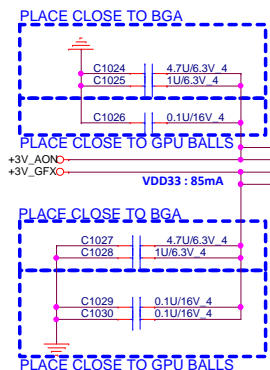 PLACE CLOSE TO BGA
C1024 4.7U/6.3V_4
C1025 1U/6.3V_4
C1026 0.1U/16V_4
PLACE CLOSE TO GPU BALLS
+3V_AON
+3V_GFX
VDD33 : 85mA
PLACE CLOSE TO BGA
C1027 4.7U/6.3V_4
C1028 1U/6.3V_4
C1029 0.1U/16V_4
C1030 0.1U/16V_4
PLACE CLOSE TO GPU BALLS